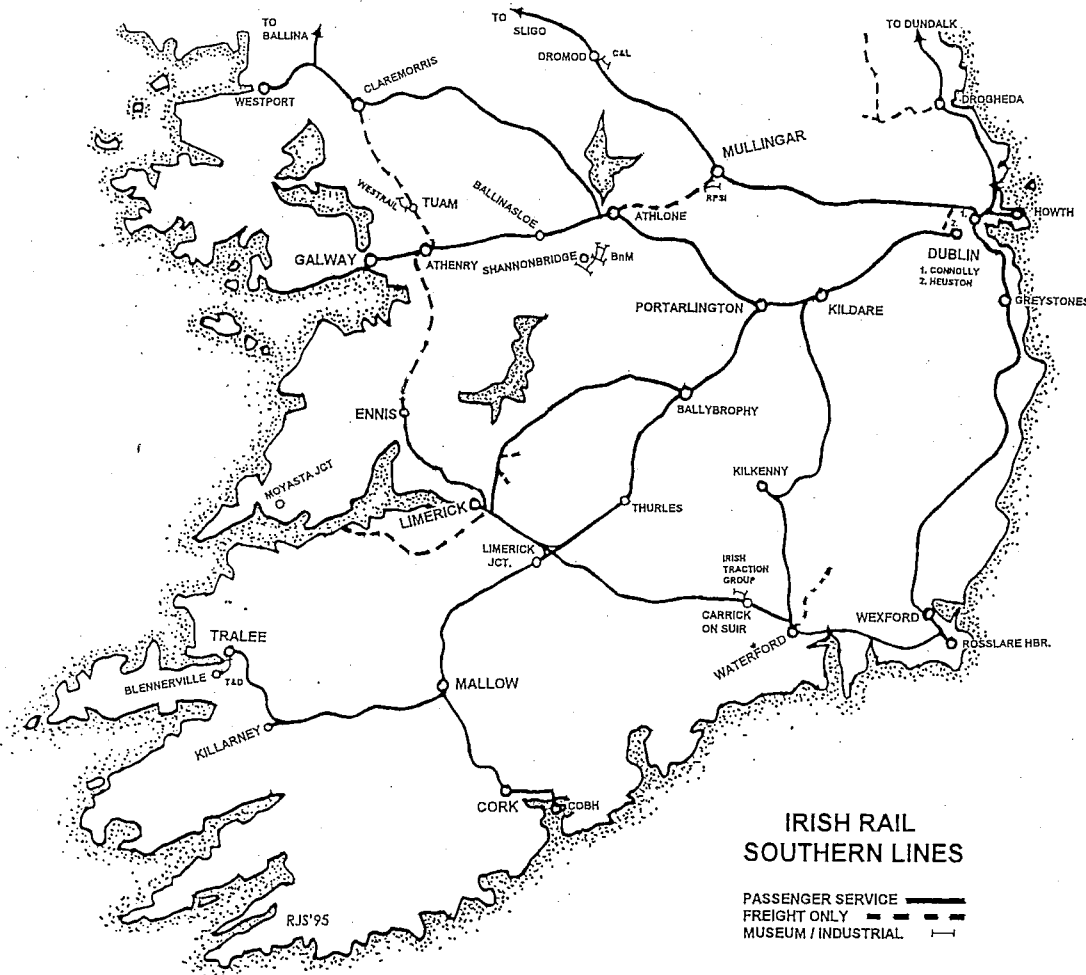 TO
BALLINA
TO
SLIGO
TO DUNDALK
DROMOD
C&L
CLAREMORRIS
WESTPORT
DROGHEDA
MULLINGAR
RPSI
WESTRAIL
TUAM
BALLINASLOE
ATHLONE
HOWTH
1.
DUBLIN
1. CONNOLLY
2. HEUSTON
GALWAY
ATHENRY
SHANNONBRIDGE
BnM
GREYSTONES
PORTARLINGTON
KILDARE
BALLYBROPHY
ENNIS
MOYASTA JCT
KILKENNY
LIMERICK
THURLES
LIMERICK
JCT.
IRISH
TRACTION
GROUP
CARRICK
ON SUIR
WEXFORD
WATERFORD
ROSSLARE HBR.
TRALEE
BLENNERVILLE
T&D
MALLOW
KILLARNEY
CORK
COBH
IRISH RAIL
SOUTHERN LINES
PASSENGER SERVICE
FREIGHT ONLY
MUSEUM / INDUSTRIAL
RJS'95